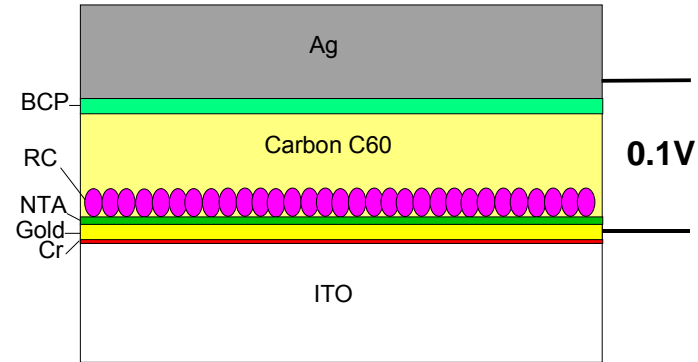 Ag
BCP
Carbon C60
0.1V
RC
NTA
Gold
Cr
ITO